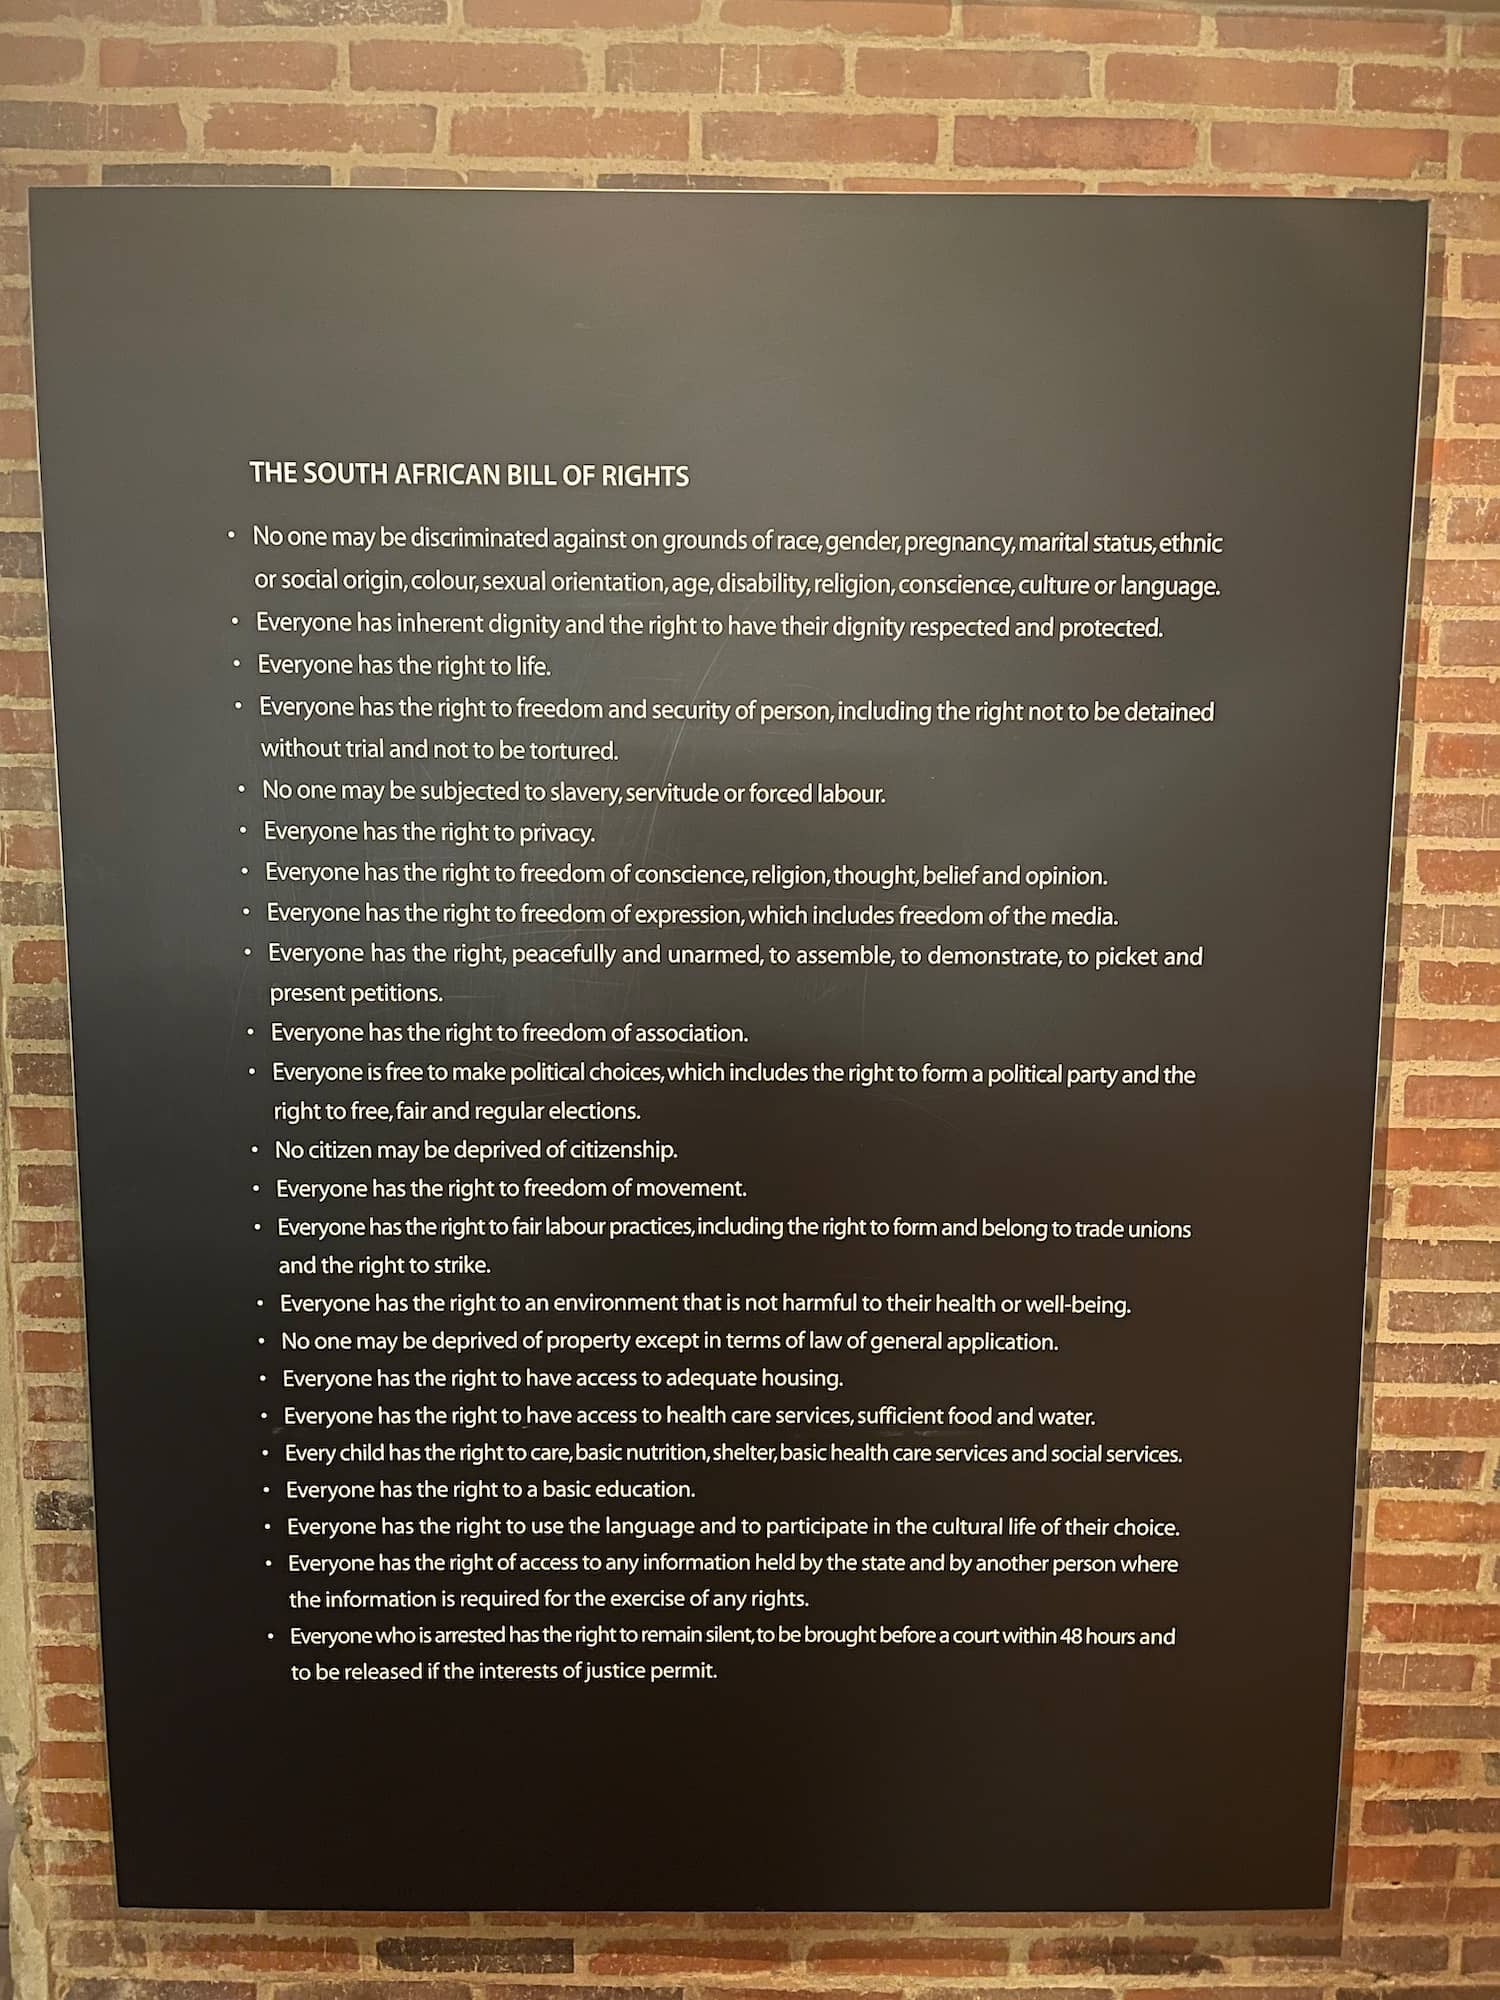 THE SOUTH AFRICAN BILL OF RIGHTS
• No one may be discriminated against on grounds of race, gender, pregnancy, marital status, ethnic
or social origin, colour, sexual orientation, age, disability, religion, conscience, culture or language.
• Everyone has inherent dignity and the right to have their dignity respected and protected.
• Everyone has the right to life.
• Everyone has the right to freedom and security of person, including the right not to be detained
without trial and not to be tortured.
• No one may be subjected to slavery, servitude or forced labour.
• Everyone has the right to privacy.
• Everyone has the right to freedom of conscience, religion, thought, belief and opinion.
• Everyone has the right to freedom of expression, which includes freedom of the media.
• Everyone has the right, peacefully and unarmed, to assemble, to demonstrate, to picket and
present petitions.
• Everyone has the right to freedom of association.
• Everyone is free to make political choices, which includes the right to form a political party and the
right to free, fair and regular elections.
• No citizen may be deprived of citizenship.
• Everyone has the right to freedom of movement.
• Everyone has the right to fair labour practices, including the right to form and belong to trade unions
and the right to strike.
• Everyone has the right to an environment that is not harmful to their health or well-being.
• No one may be deprived of property except in terms of law of general application.
• Everyone has the right to have access to adequate housing.
• Everyone has the right to have access to health care services, sufficient food and water.
• Every child has the right to care, basic nutrition, shelter, basic health care services and social services.
• Everyone has the right to a basic education.
• Everyone has the right to use the language and to participate in the cultural life of their choice.
• Everyone has the right of access to any information held by the state and by another person where
the information is required for the exercise of any rights.
• Everyone who is arrested has the right to remain silent, to be brought before a court within 48 hours and
to be released if the interests of justice permit.